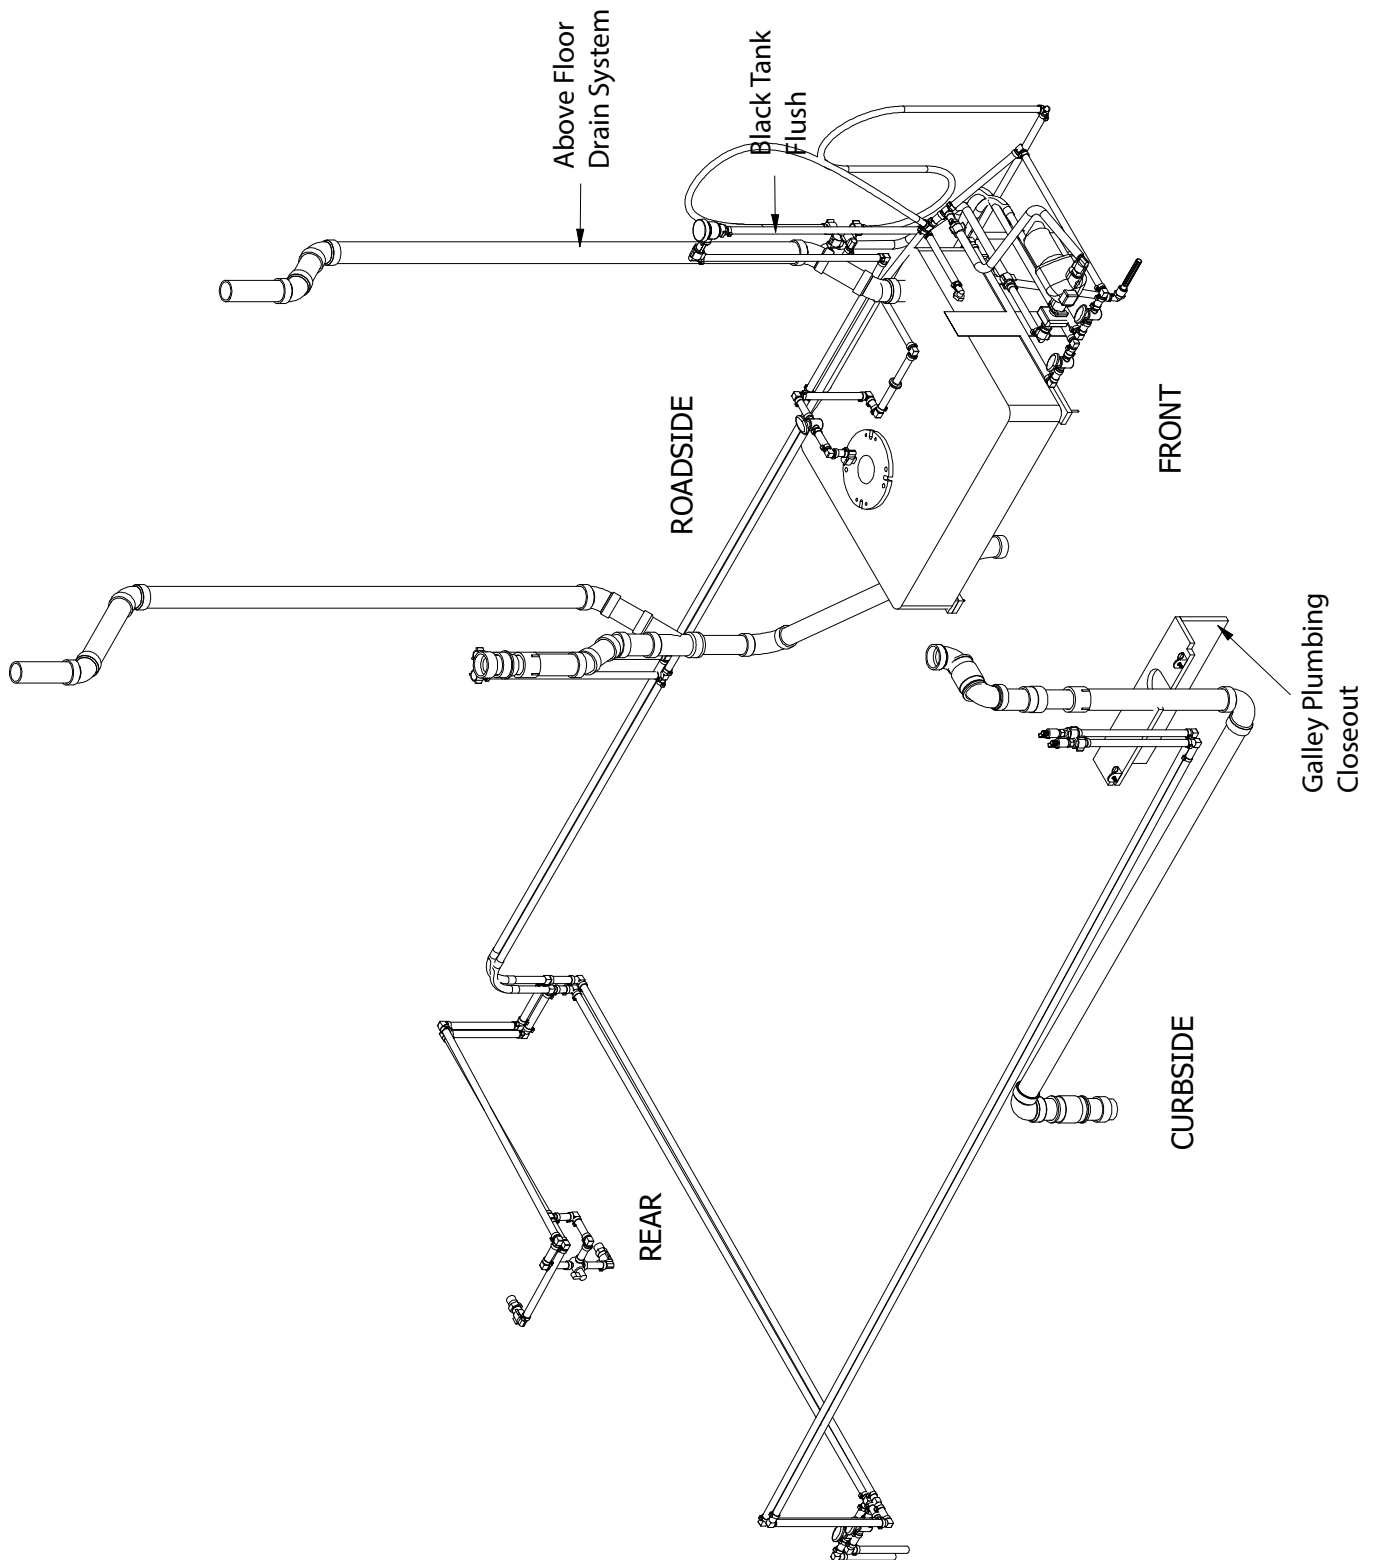 Above Floor
Drain System
Black Tank
Flush
ROADSIDE
FRONT
Galley Plumbing
Closeout
CURBSIDE
REAR